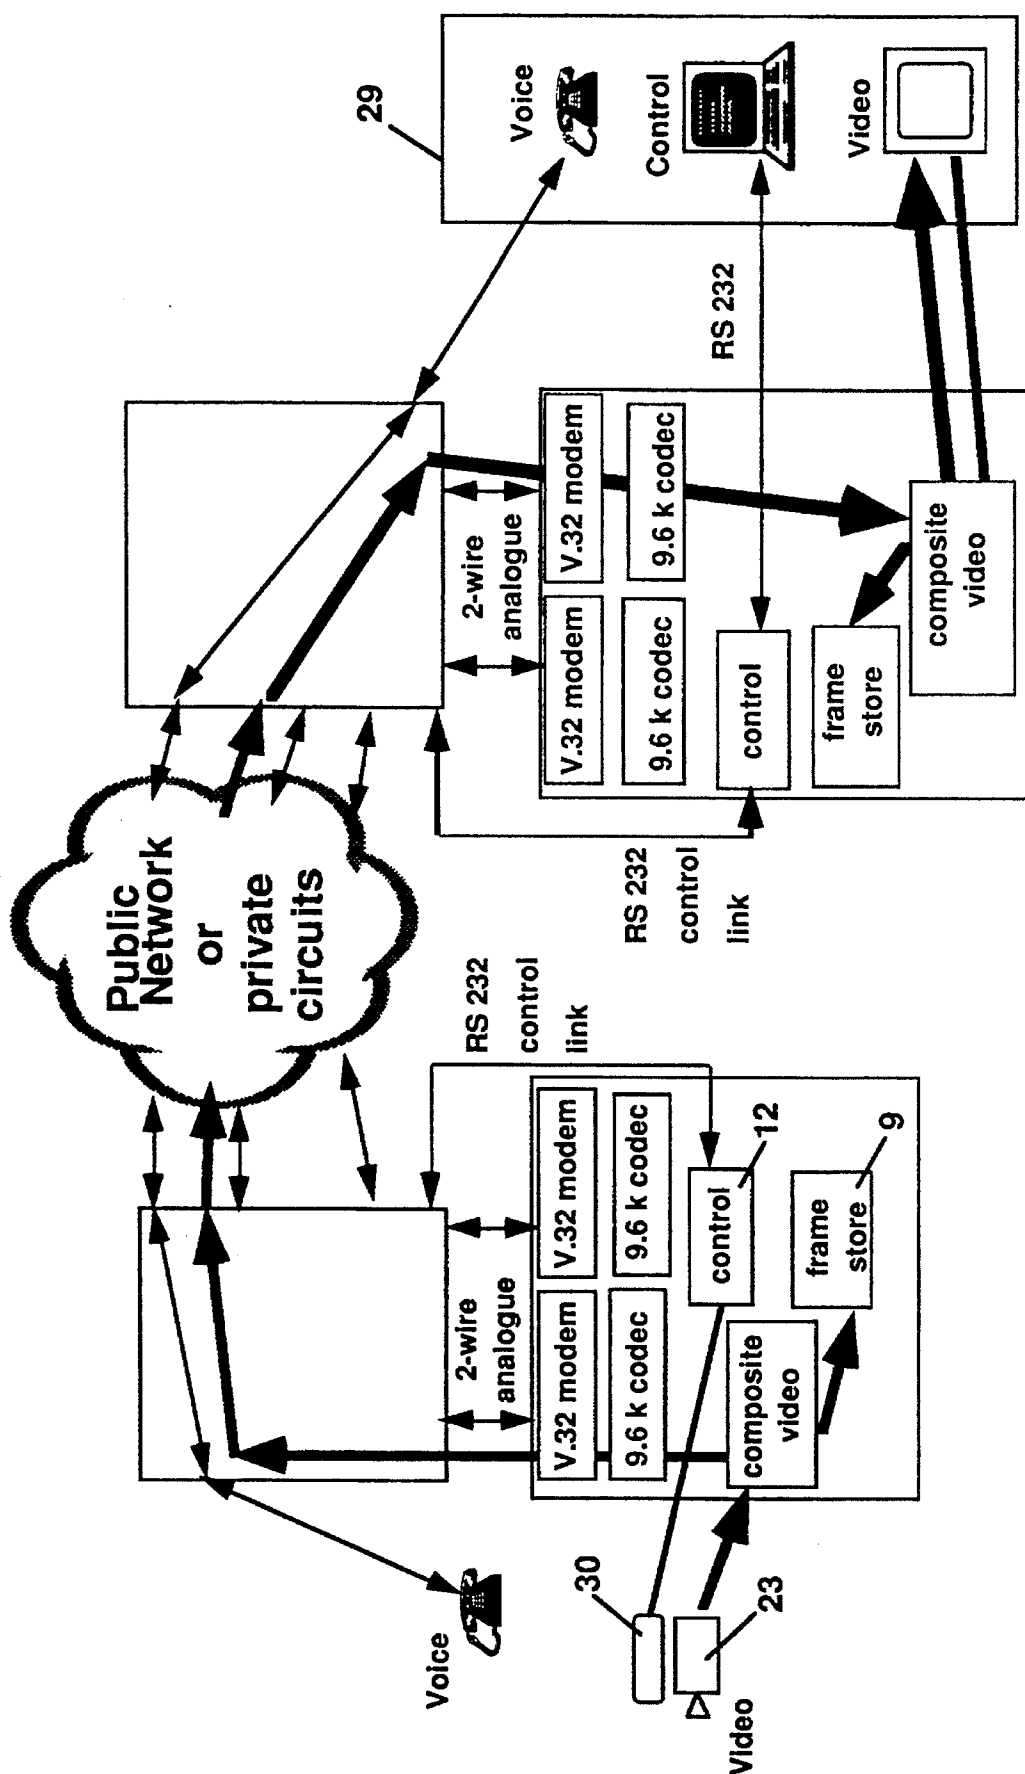 Voice
Video
30
23
2-wire
analogue
V.32 modem
V.32 modem
9.6 k codec
9.6 k codec
control
12
composite
video
frame
store
9
RS 232
control
link
Public
Network
or
private
circuits
RS 232
control
link
2-wire
analogue
V.32 modem
V.32 modem
9.6 k codec
9.6 k codec
control
frame
store
composite
video
RS 232
29
Voice
Control
Video